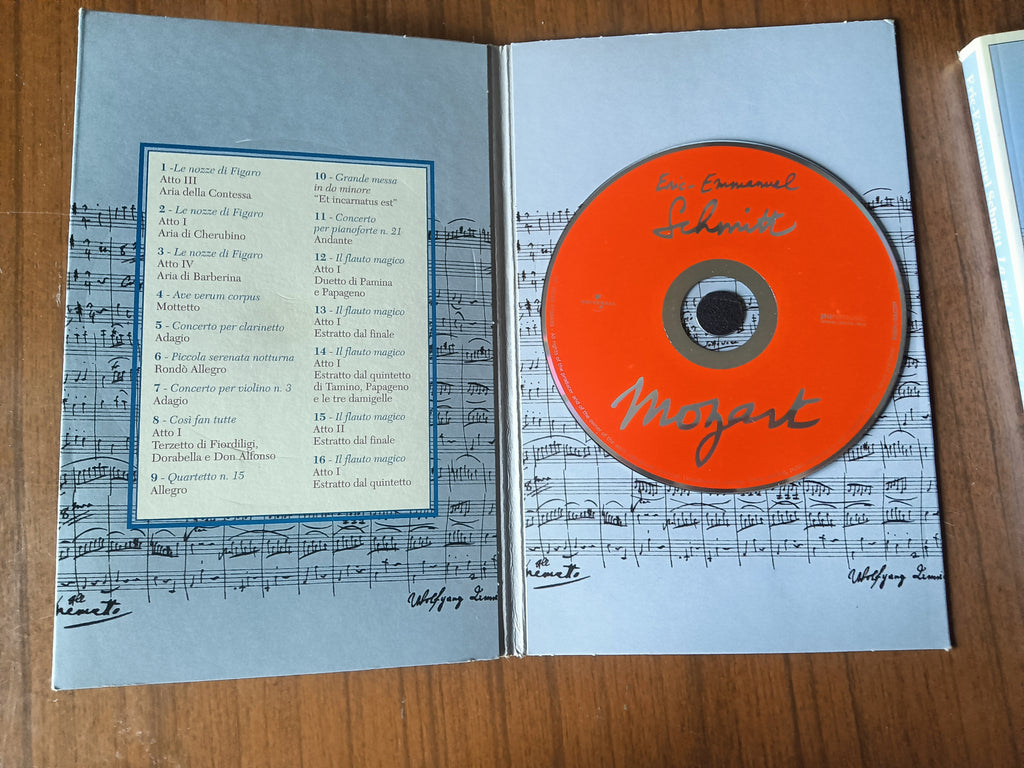 1 -Le nozze di Figaro
Atto III
Aria della Contessa
2 - Le nozze di Figaro
Atto I
Aria di Cherubino
3 - Le nozze di Figaro
Atto IV
Aria di Barberina
4 - Ave verum corpus
Mottetto
5 - Concerto per clarinetto
Adagio
6 - Piccola serenata notturna
Rondò Allegro
7 - Concerto per violino n. 3
Adagio
8 - Così fan tutte
Atto I
Terzetto di Fiordiligi,
Dorabella e Don Alfonso
9 - Quartetto n. 15
Allegro
10 - Grande messa
in do minore
"Et incarnatus est"
11 - Concerto
per pianoforte n. 21
Andante
12 - Il flauto magico
Atto I
Duetto di Pamina
e Papageno
13 - Il flauto magico
Atto I
Estratto dal finale
14 - Il flauto magico
Atto I
Estratto dal quintetto
di Tamino, Papageno
e le tre damigelle
15 - Il flauto magico
Atto II
Estratto dal finale
16 - Il flauto magico
Atto I
Estratto dal quintetto
Wolfgang
Eric-Emmanuel
Schmitt
UNIVERSAL
Mozart
Wolfgang
Eric-Emmanuel Schmitt